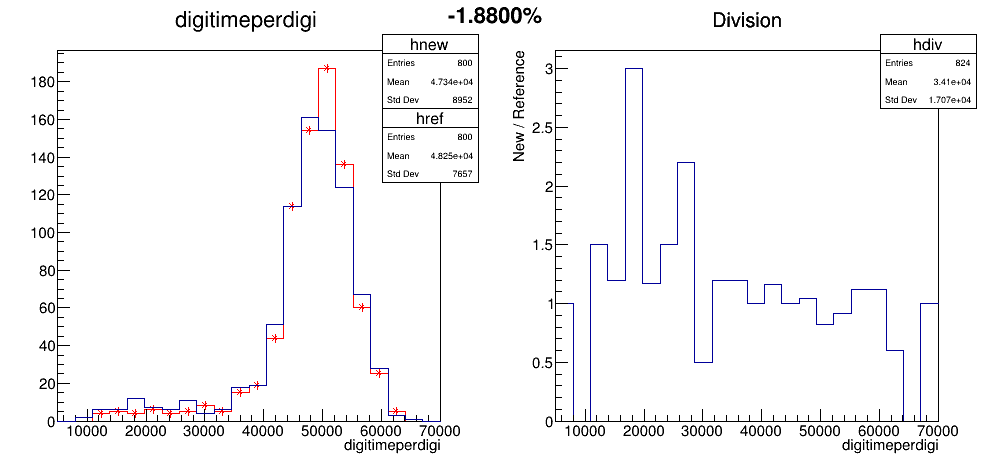 -1.8800%
digitimeperdigi
hnew
Entries 800
Mean 4.734e+04
Std Dev 8952
href
Entries 800
Mean 4.825e+04
Std Dev 7657
180
160
140
120
100
80
60
40
20
0
10000 20000 30000 40000 50000 60000 70000
digitimeperdigi
Division
hdiv
Entries 824
Mean 3.41e+04
Std Dev 1.707e+04
New / Reference
3
2.5
2
1.5
1
0.5
0
10000 20000 30000 40000 50000 60000 70000
digitimeperdigi